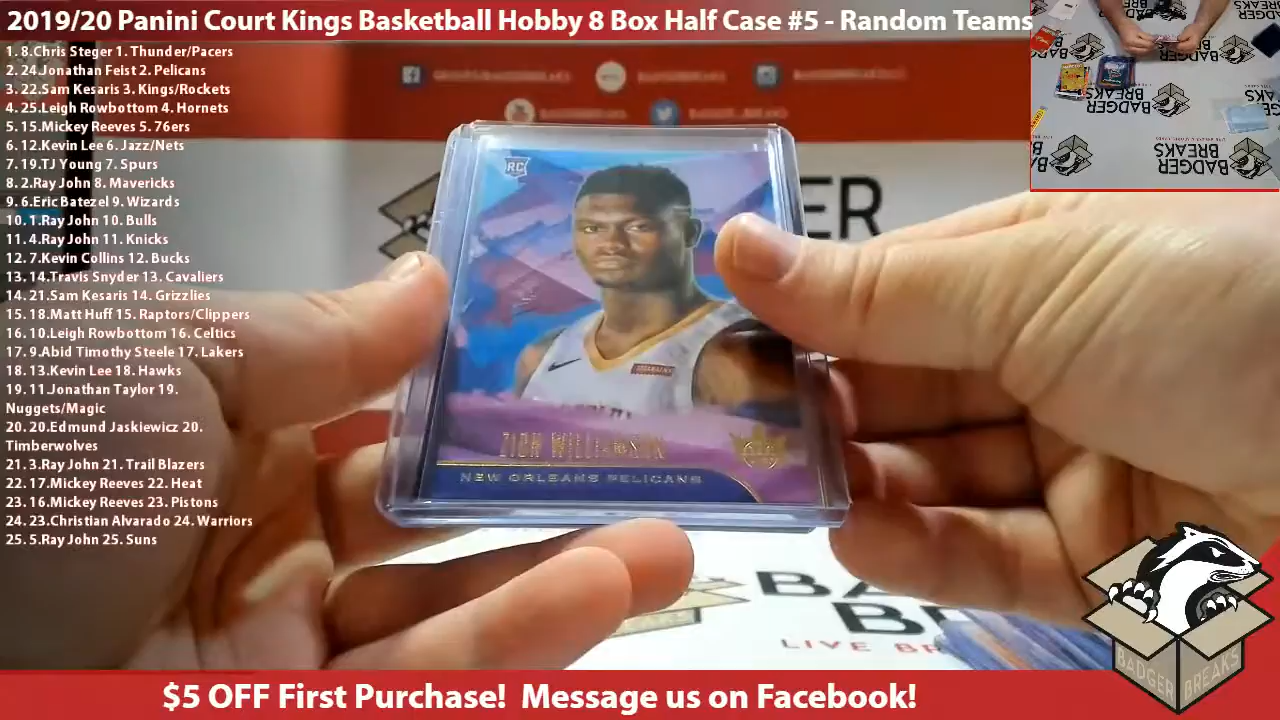 2019/20 Panini Court Kings Basketball Hobby 8 Box Half Case #5 - Random Teams
1. 8.Chris Steger 1. Thunder/Pacers
2. 24.Jonathan Feist 2. Pelicans
3. 22.Sam Kesaris 3. Kings/Rockets
4. 25.Leigh Rowbottom 4. Hornets
5. 15.Mickey Reeves 5. 76ers
6. 12.Kevin Lee 6. Jazz/Nets
7. 19.TJ Young 7. Spurs
8. 2.Ray John 8. Mavericks
9. 6.Eric Batezel 9. Wizards
10. 1.Ray John 10. Bulls
11. 4.Ray John 11. Knicks
12. 7.Kevin Collins 12. Bucks
13. 14.Travis Snyder 13. Cavaliers
14. 21.Sam Kesaris 14. Grizzlies
15. 18.Matt Huff 15. Raptors/Clippers
16. 10.Leigh Rowbottom 16. Celtics
17. 9.Abid Timothy Steele 17. Lakers
18. 13.Kevin Lee 18. Hawks
19. 11.Jonathan Taylor 19.
Nuggets/Magic
20. 20.Edmund Jaskiewicz 20.
Timberwolves
21. 3.Ray John 21. Trail Blazers
22. 17.Mickey Reeves 22. Heat
23. 16.Mickey Reeves 23. Pistons
24. 23.Christian Alvarado 24. Warriors
25. 5.Ray John 25. Suns
RC
ZION WILLIAMSON
NEW ORLEANS PELICANS
ER
BADGER
BREAKS
BADGER
BREAKS
LIVE BR
BADGER BREAKS
$5 OFF First Purchase! Message us on Facebook!